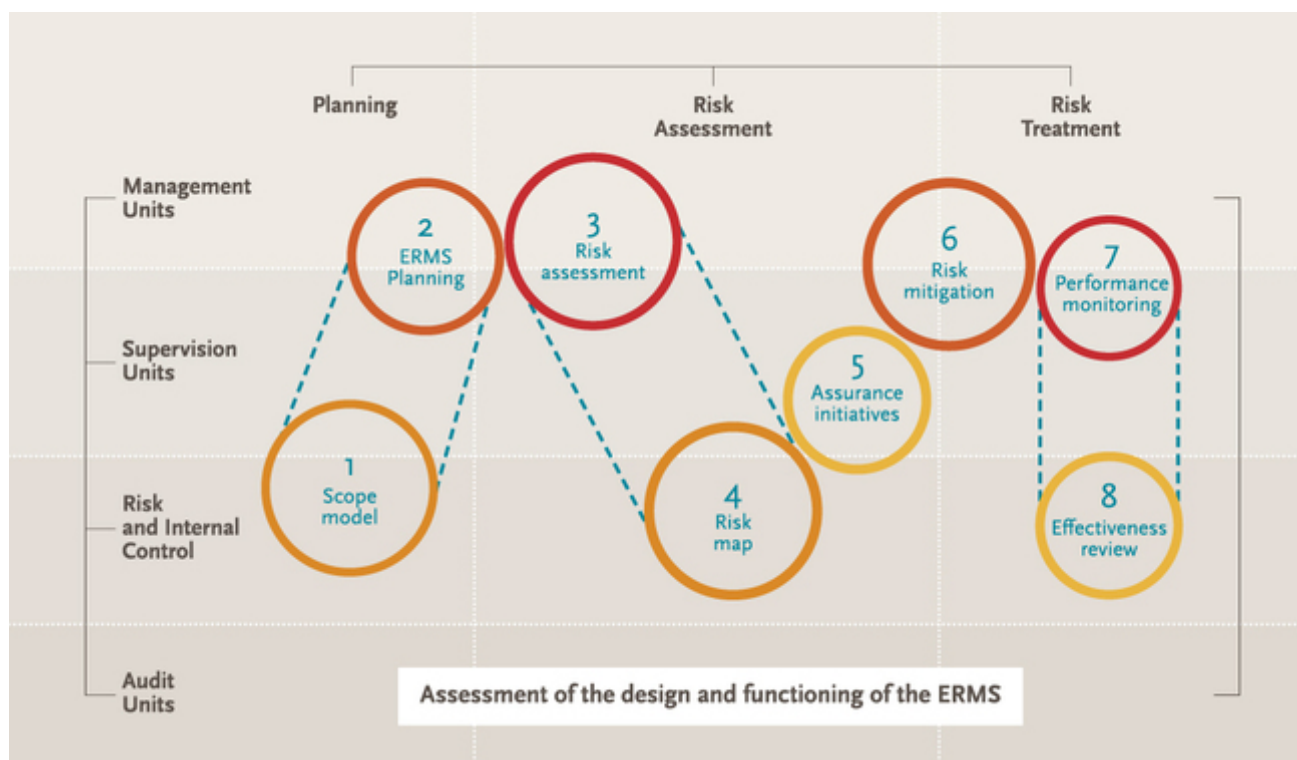 Planning
Risk
Assessment
Risk
Treatment
Management
Units
2
ERMS
Planning
3
Risk
assessment
6
Risk
mitigation
7
Performance
monitoring
Supervision
Units
5
Assurance
initiatives
1
Scope
model
Risk
and Internal
Control
4
Risk
map
8
Effectiveness
review
Audit
Units
Assessment of the design and functioning of the ERMS